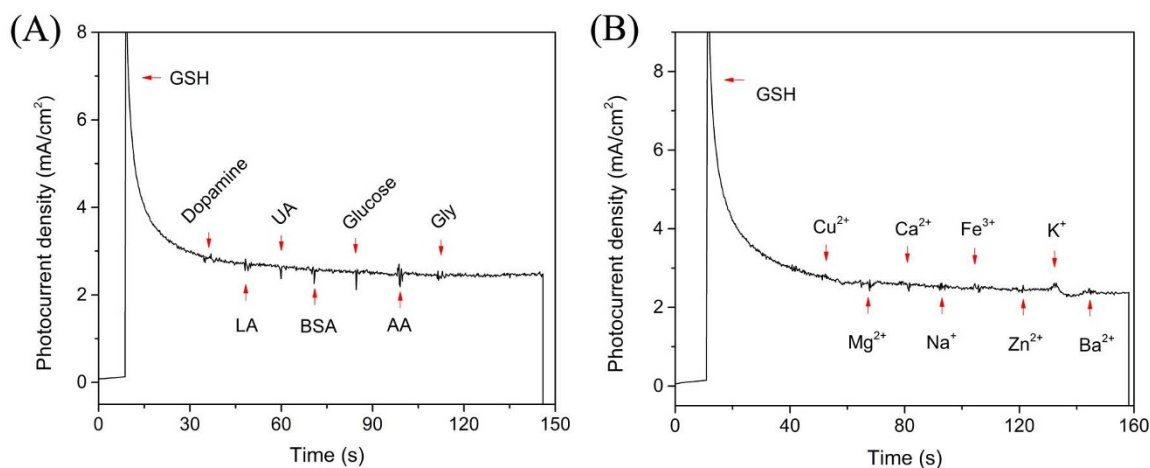 (A)
Photocurrent density (mA/cm²)
8
6
4
2
0
GSH
Dopamine
UA
Glucose
Gly
LA
BSA
AA
0 30 60 90 120 150
Time (s)
(B)
Photocurrent density (mA/cm²)
8
6
4
2
0
GSH
Cu²⁺
Ca²⁺
Fe³⁺
K⁺
Mg²⁺
Na⁺
Zn²⁺
Ba²⁺
0 40 80 120 160
Time (s)